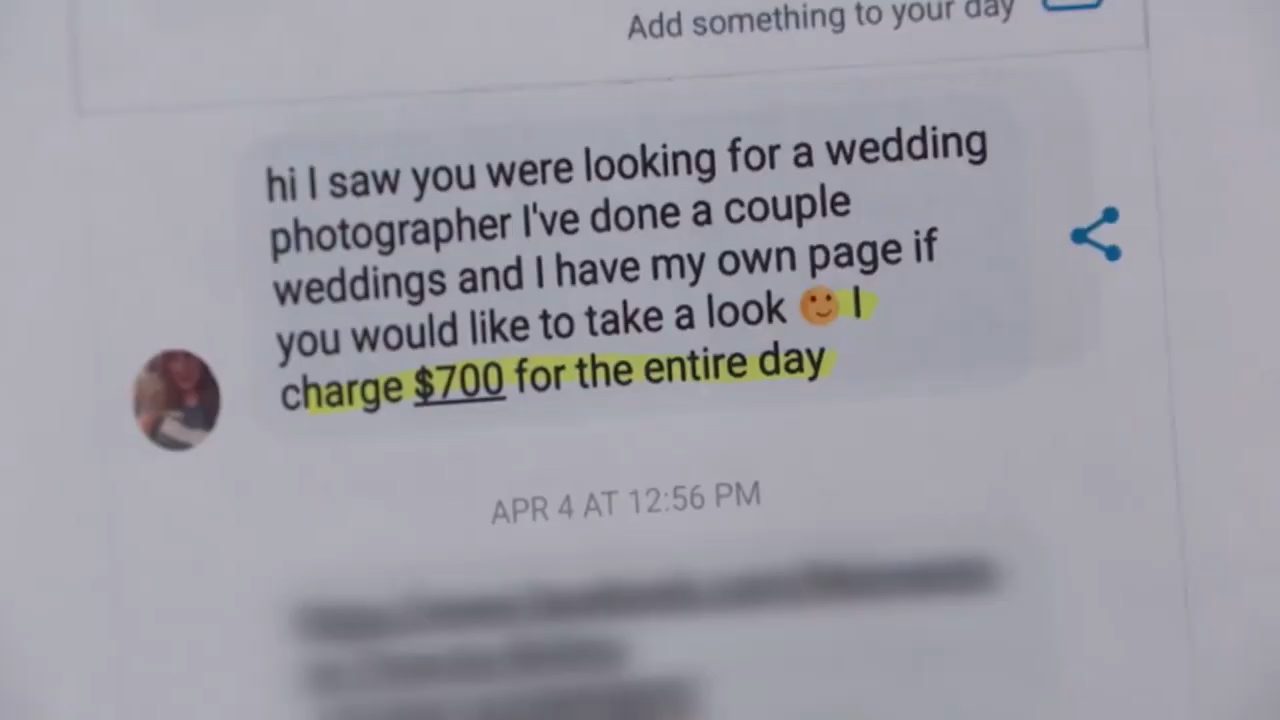 Add something to your day
hi I saw you were looking for a wedding
photographer I've done a couple
weddings and I have my own page if
you would like to take a look 🙂 I
charge $700 for the entire day
APR 4 AT 12:56 PM